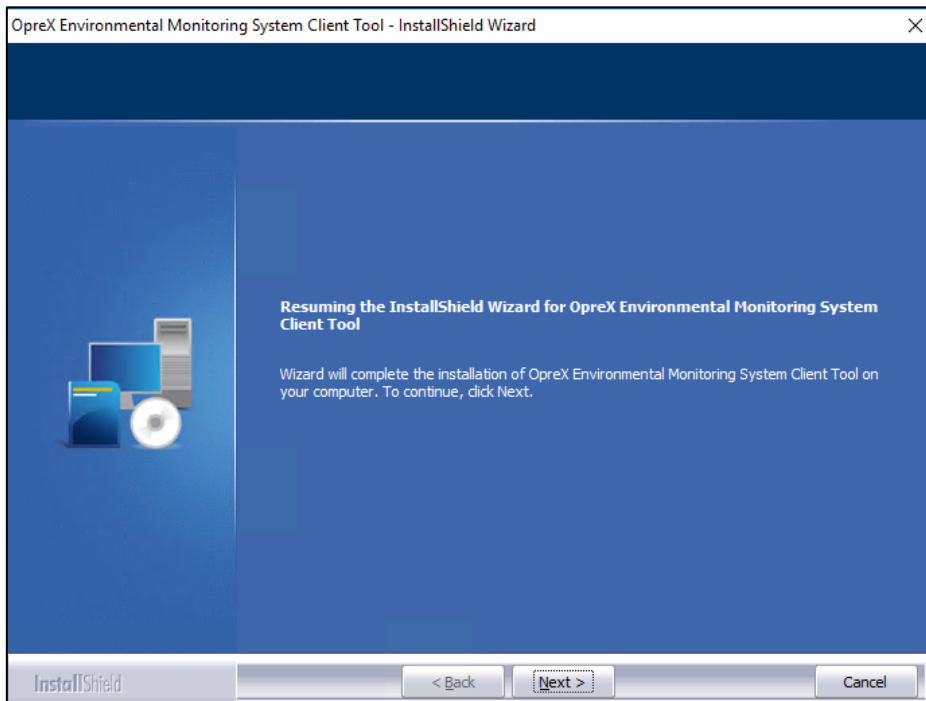 OpreX Environmental Monitoring System Client Tool - InstallShield Wizard
Resuming the InstallShield Wizard for OpreX Environmental Monitoring System
Client Tool
Wizard will complete the installation of OpreX Environmental Monitoring System Client Tool on
your computer. To continue, click Next.
InstallShield
< Back
Next >
Cancel